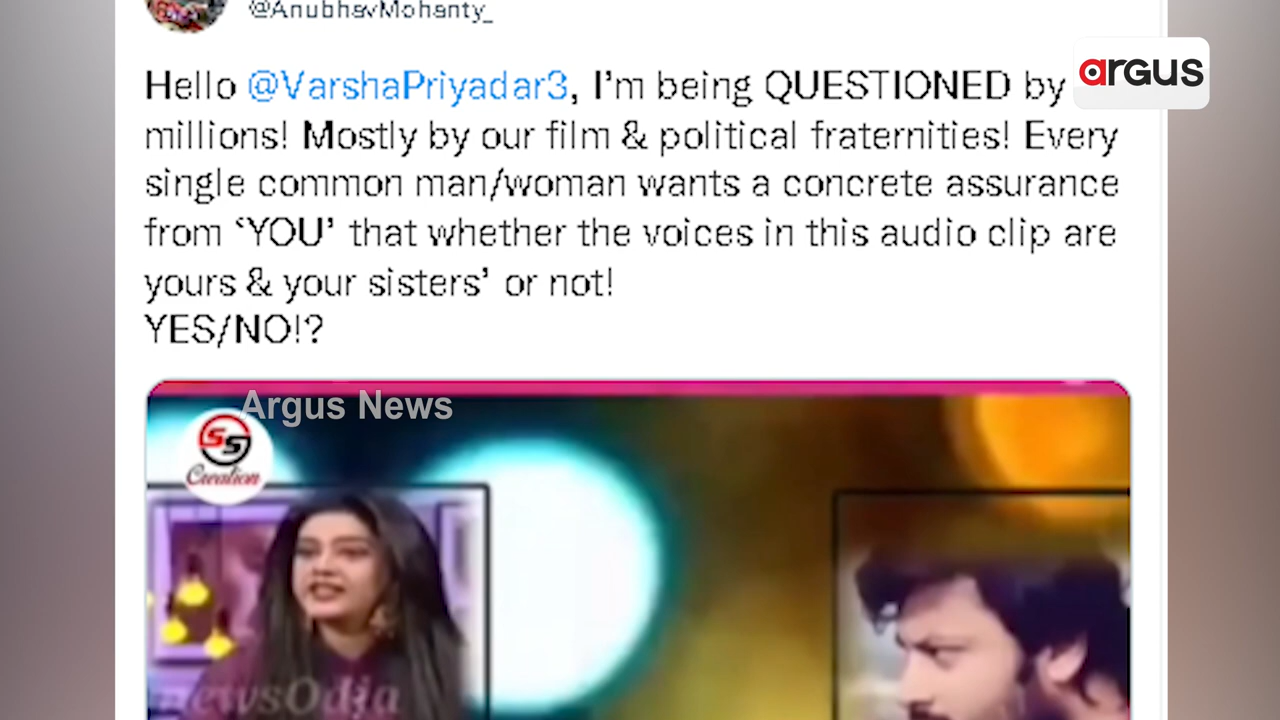 @AnubhavMohanty_
Hello @VarshaPriyadar3, I'm being QUESTIONED by
argus
millions! Mostly by our film & political fraternities! Every
single common man/woman wants a concrete assurance
from 'YOU' that whether the voices in this audio clip are
yours & your sisters' or not!
YES/NO!?
Argus News
SS
Creation
newsOdia